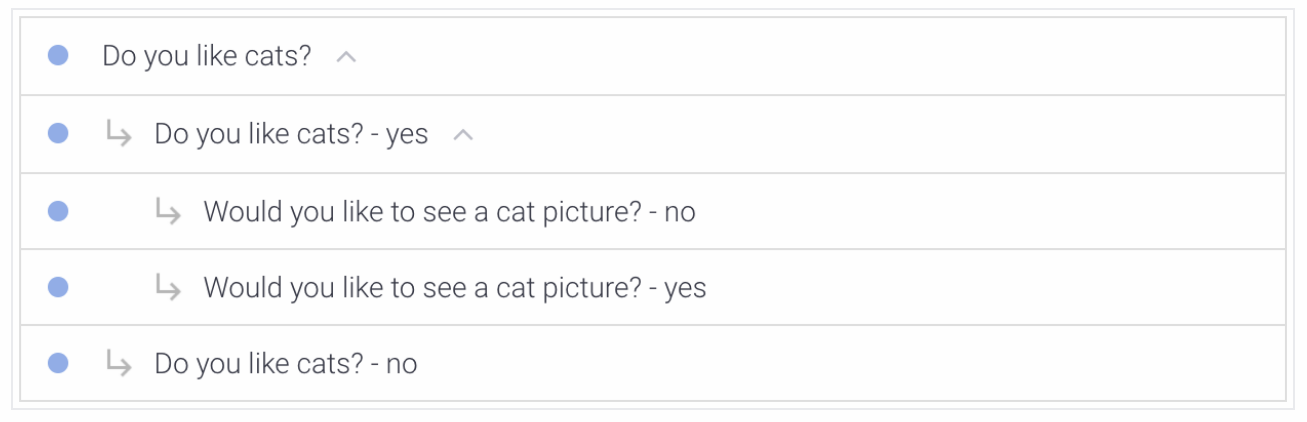 Do you like cats?
Do you like cats? - yes
Would you like to see a cat picture? - no
Would you like to see a cat picture? - yes
Do you like cats? - no